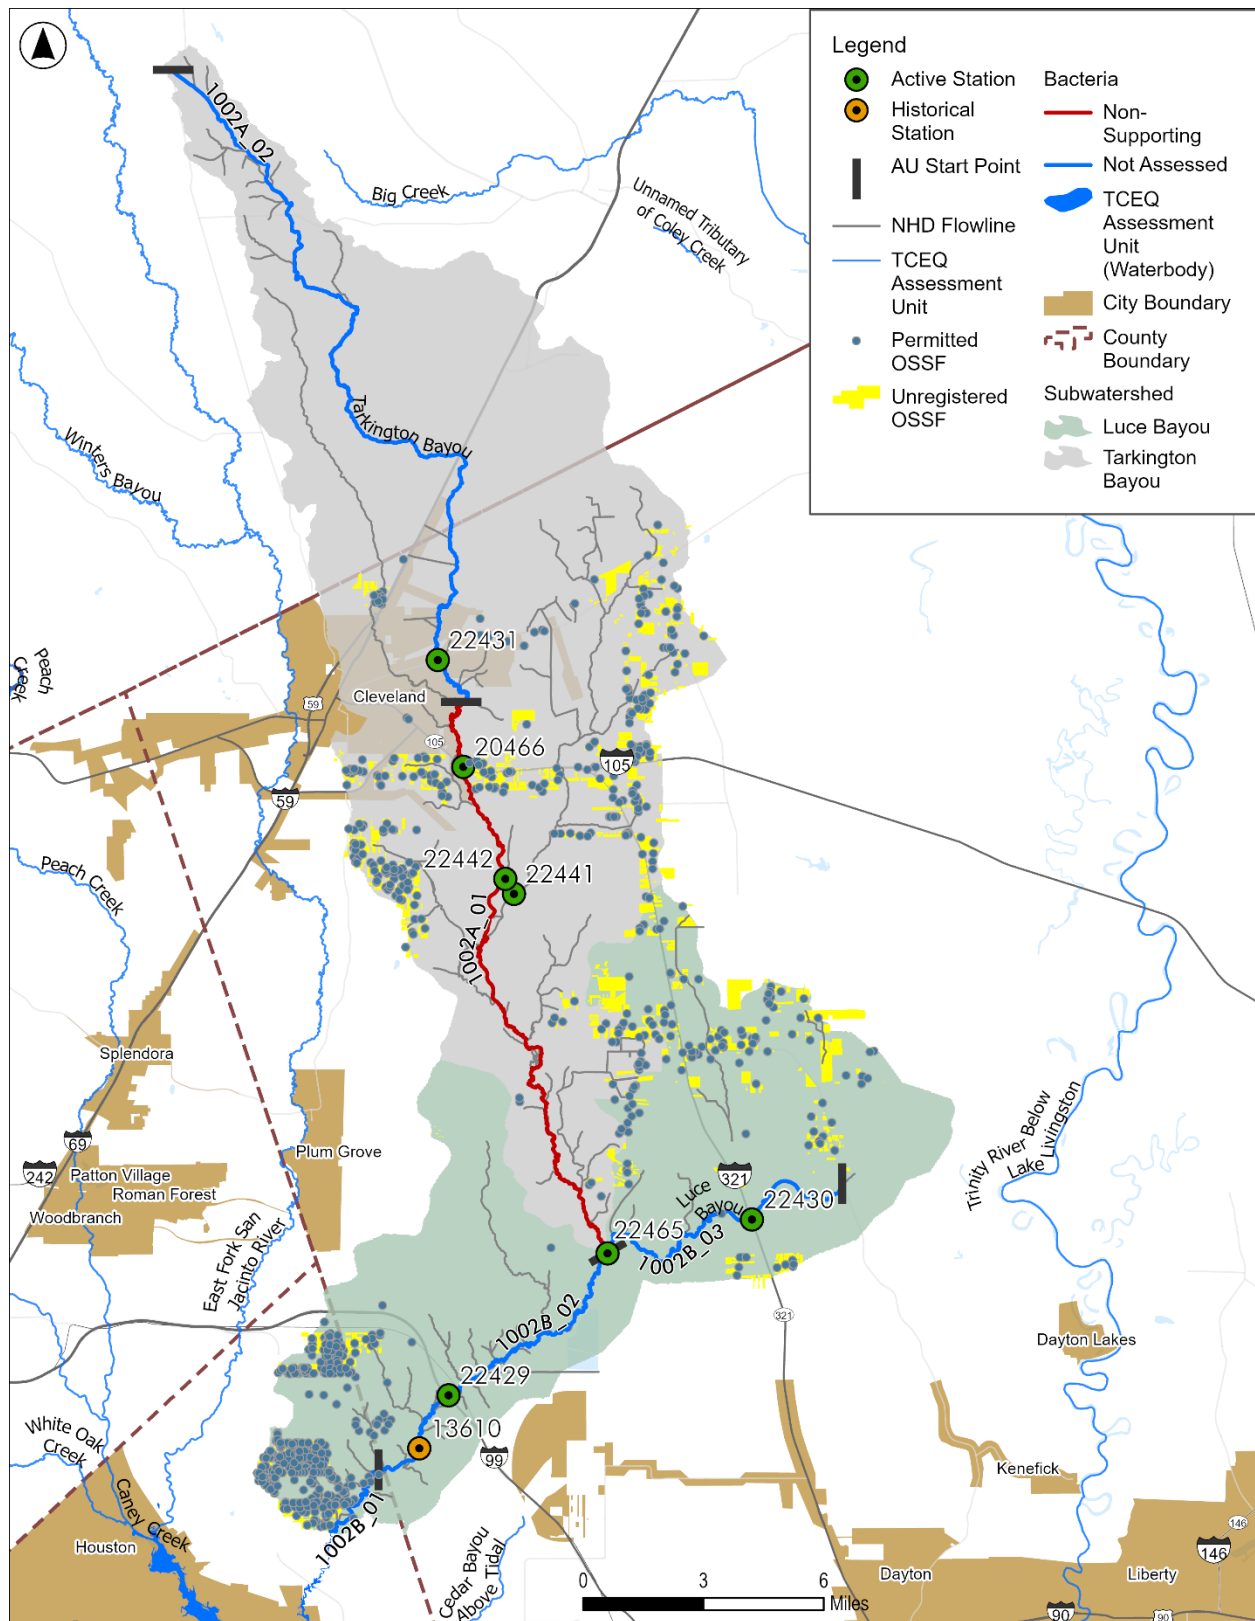 Legend
Active Station
Historical
Station
AU Start Point
NHD Flowline
TCEQ
Assessment
Unit
Permitted
OSSF
Unregistered
OSSF
Bacteria
Non-
Supporting
Not Assessed
TCEQ
Assessment
Unit
(Waterbody)
City Boundary
County
Boundary
Subwatershed
Luce Bayou
Tarkington
Bayou
1002A_02
Big Creek
Unnamed Tributary
of Coley Creek
Tarkington Bayou
Winters Bayou
22431
Peach
Creek
Cleveland
59
105
20466
105
59
22442
22441
Peach Creek
1002A_01
Splendora
Trinity River Below
Lake Livingston
69
Plum Grove
242
Patton Village
Roman Forest
Woodbranch
321
Luce
Bayou
22430
22465
1002B_03
East Fork San
Jacinto River
1002B_02
321
Dayton Lakes
22429
13610
White Oak
Creek
99
Kenefick
Caney Creek
1002B_01
Houston
146
146
Cedar Bayou
Above Tidal
Dayton
Liberty
0
3
6
Miles
90
90